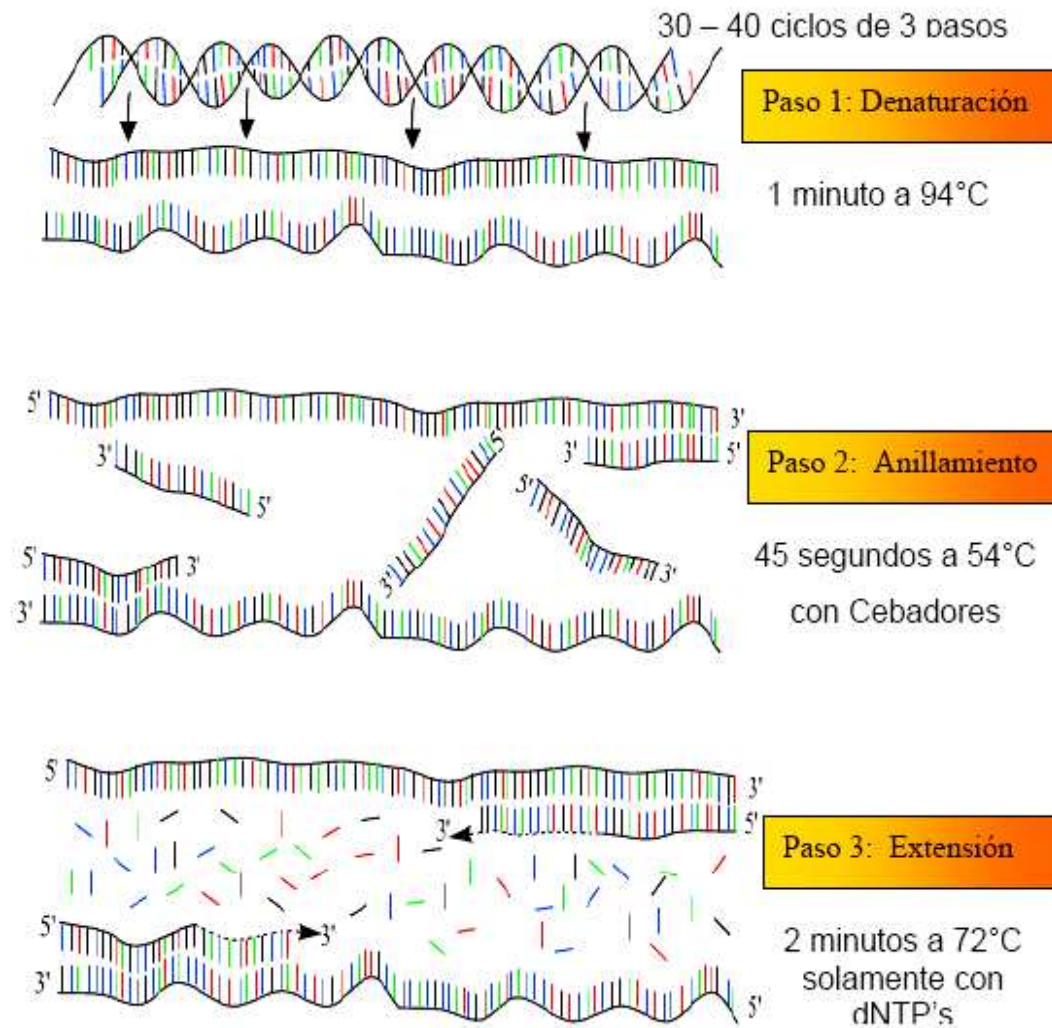 30 – 40 ciclos de 3 pasos
Paso 1: Denaturación
1 minuto a 94°C
5'
3'
3'
5'
5'
3'
5'
5'
3'
5'
3'
3'
3'
Paso 2: Anillamiento
45 segundos a 54°C
con Cebadores
5'
3'
3'
5'
5'
3'
3'
5'
Paso 3: Extensión
2 minutos a 72°C
solamente con
dNTP's